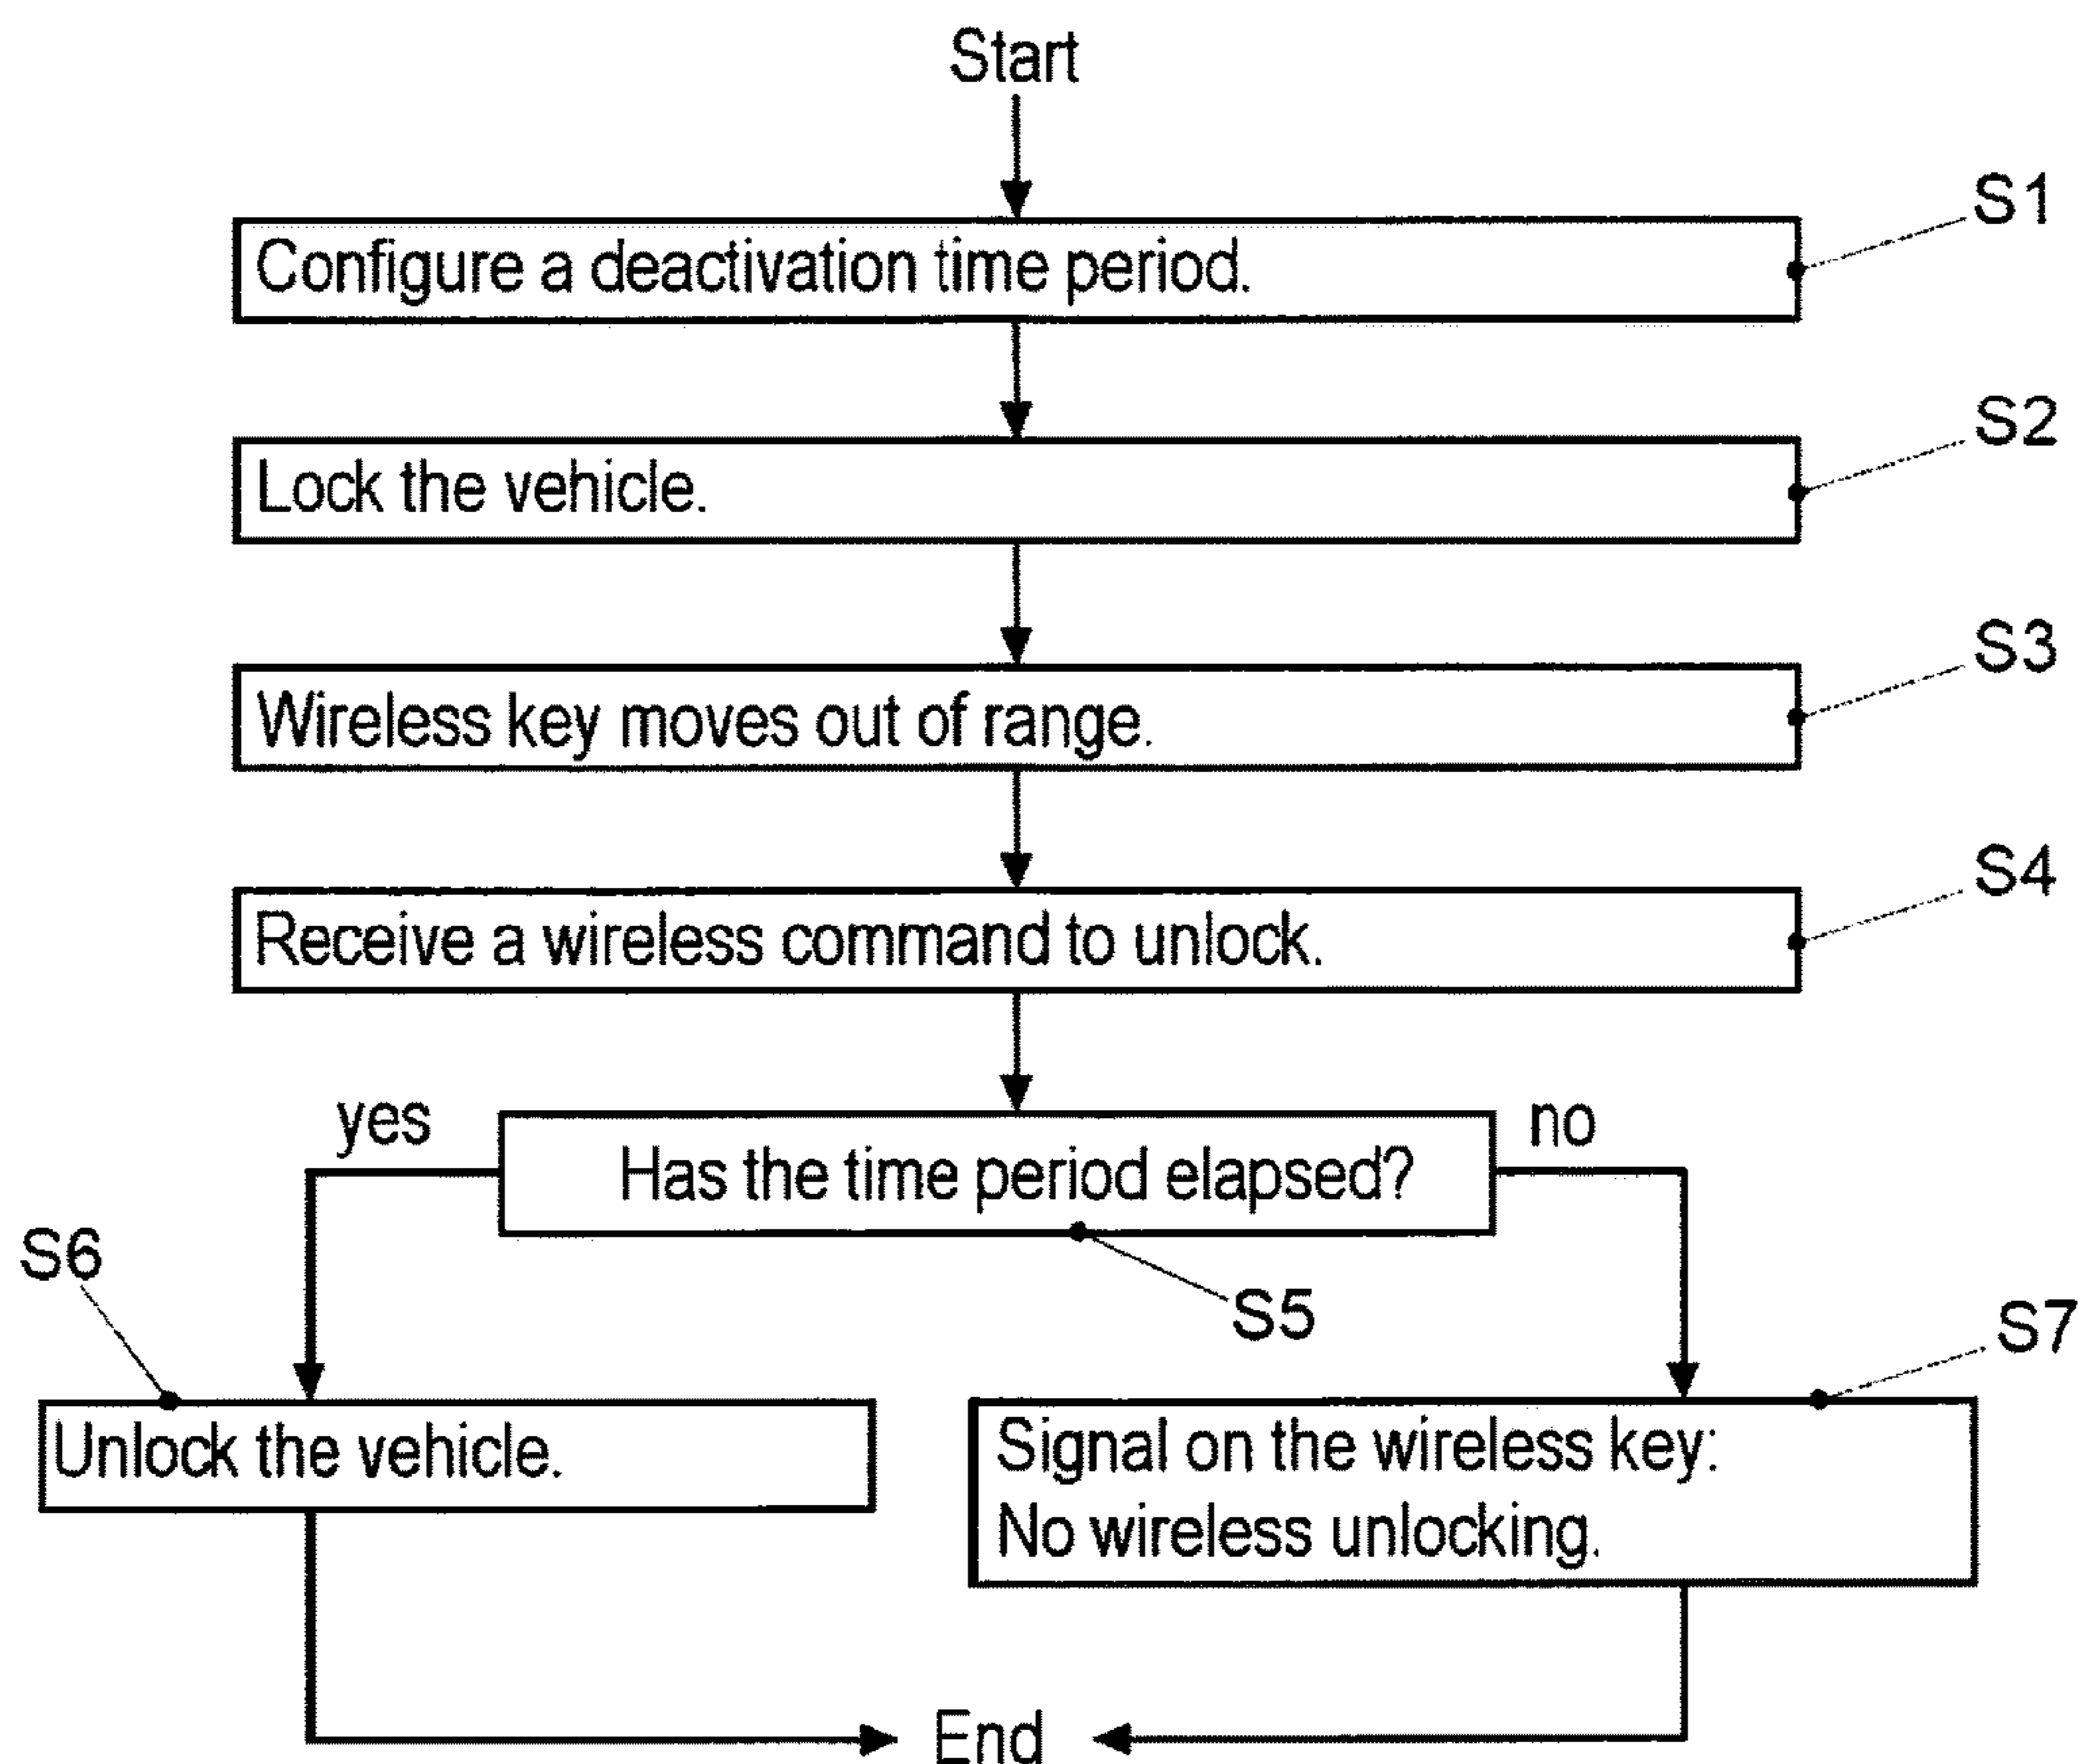 Start
S1
Configure a deactivation time period.
S2
Lock the vehicle.
S3
Wireless key moves out of range.
S4
Receive a wireless command to unlock.
yes
no
Has the time period elapsed?
S6
S5
S7
Unlock the vehicle.
Signal on the wireless key:
No wireless unlocking.
End